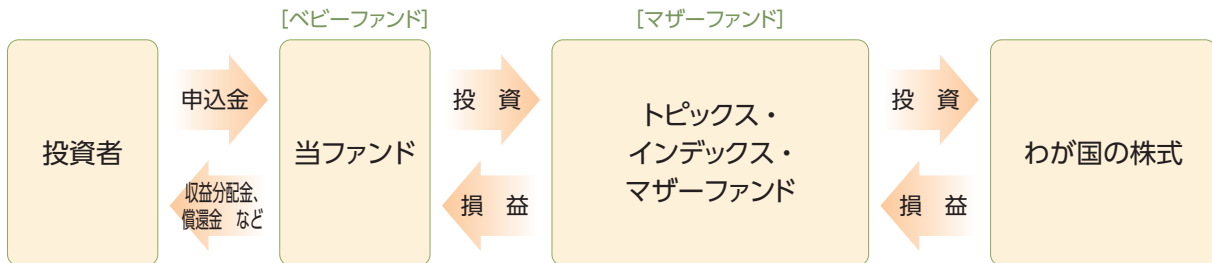 [ベビーファンド]
[マザーファンド]
投資者
申込金
収益分配金、
償還金 など
当ファンド
投 資
損 益
トピックス・
インデックス・
マザーファンド
投 資
損 益
わが国の株式